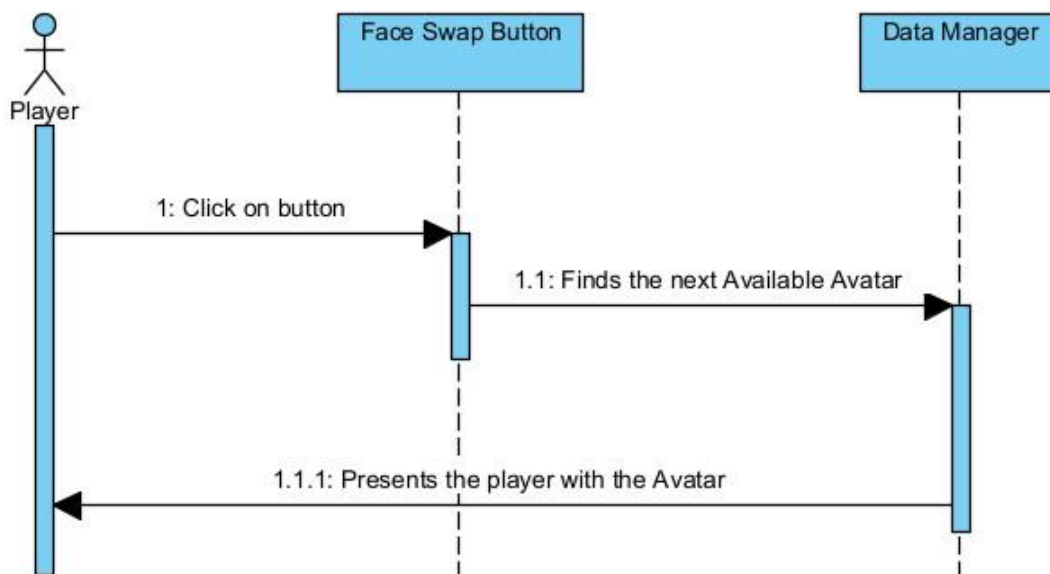 Face Swap Button
Data Manager
Player
1: Click on button
1.1: Finds the next Available Avatar
1.1.1: Presents the player with the Avatar